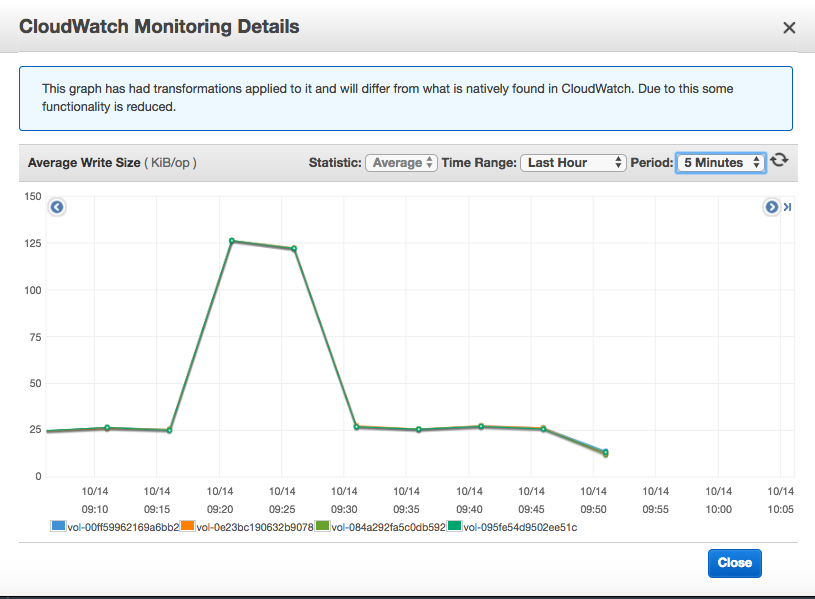 CloudWatch Monitoring Details
This graph has had transformations applied to it and will differ from what is natively found in CloudWatch. Due to this some
functionality is reduced.
Average Write Size ( KiB/op ) Statistic: Average Time Range: Last Hour Period: 5 Minutes
150
125
100
75
50
25
0
10/14 10/14 10/14 10/14 10/14 10/14 10/14 10/14 10/14 10/14 10/14 10/14
09:10 09:15 09:20 09:25 09:30 09:35 09:40 09:45 09:50 09:55 10:00 10:05
vol-00ff59962169a6bb2 vol-0e23bc190632b9078 vol-084a292fa5c0db592 vol-095fe54d9502ee51c
Close